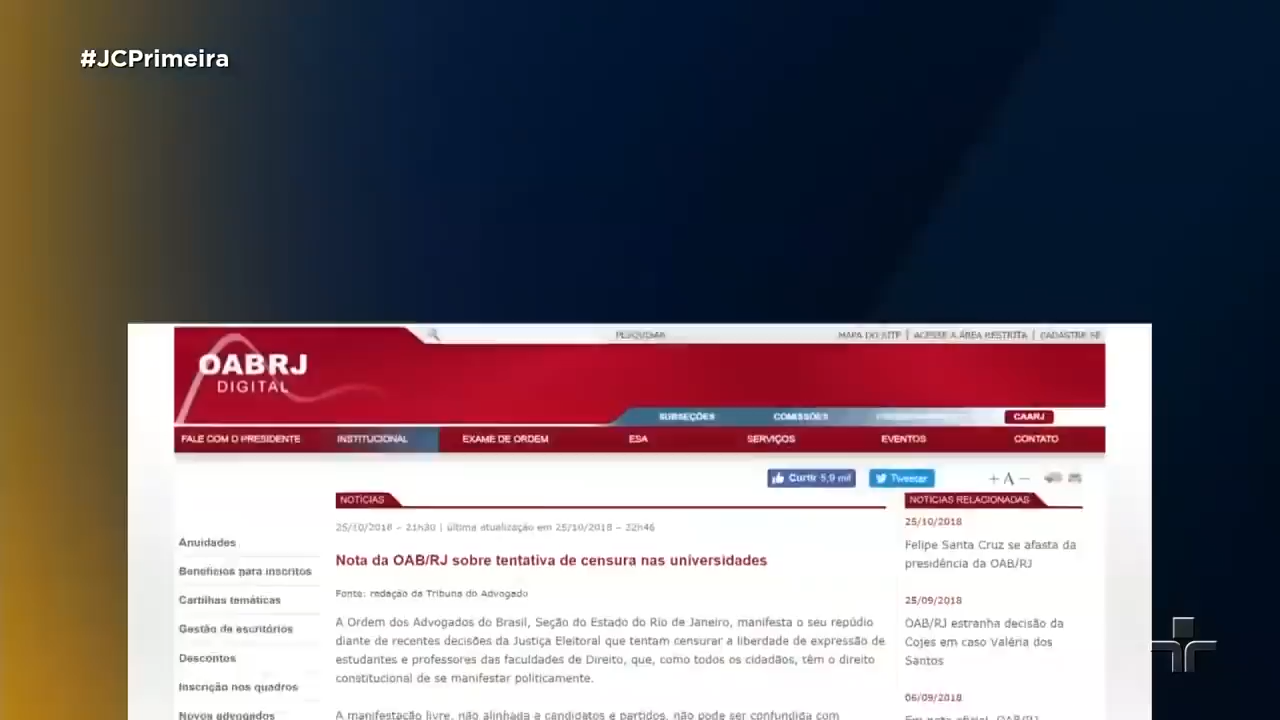 #JCPrimeira
PESQUISAR
MAPA DO SITE | ACESSE A ÁREA RESTRITA | CADASTRE-SE
OABRJ
DIGITAL
SUBSEÇÕES COMISSÕES CAARJ
FALE COM O PRESIDENTE INSTITUCIONAL EXAME DE ORDEM ESA SERVIÇOS EVENTOS CONTATO
Curtir 5,9 mil Tweetar + A −
NOTÍCIAS
25/10/2018 - 21h30 | última atualização em 25/10/2018 - 22h46
Nota da OAB/RJ sobre tentativa de censura nas universidades
Fonte: redação da Tribuna do Advogado
A Ordem dos Advogados do Brasil, Seção do Estado do Rio de Janeiro, manifesta o seu repúdio
diante de recentes decisões da Justiça Eleitoral que tentam censurar a liberdade de expressão de
estudantes e professores das faculdades de Direito, que, como todos os cidadãos, têm o direito
constitucional de se manifestar politicamente.
A manifestação livre, não alinhada a candidatos e partidos, não pode ser confundida com
Anuidades
Benefícios para inscritos
Cartilhas temáticas
Gestão de escritórios
Descontos
Inscrição nos quadros
Novos advogados
NOTÍCIAS RELACIONADAS
25/10/2018
Felipe Santa Cruz se afasta da
presidência da OAB/RJ
25/09/2018
OAB/RJ estranha decisão da
Cojes em caso Valéria dos
Santos
06/09/2018
Em nota oficial, OAB/RJ